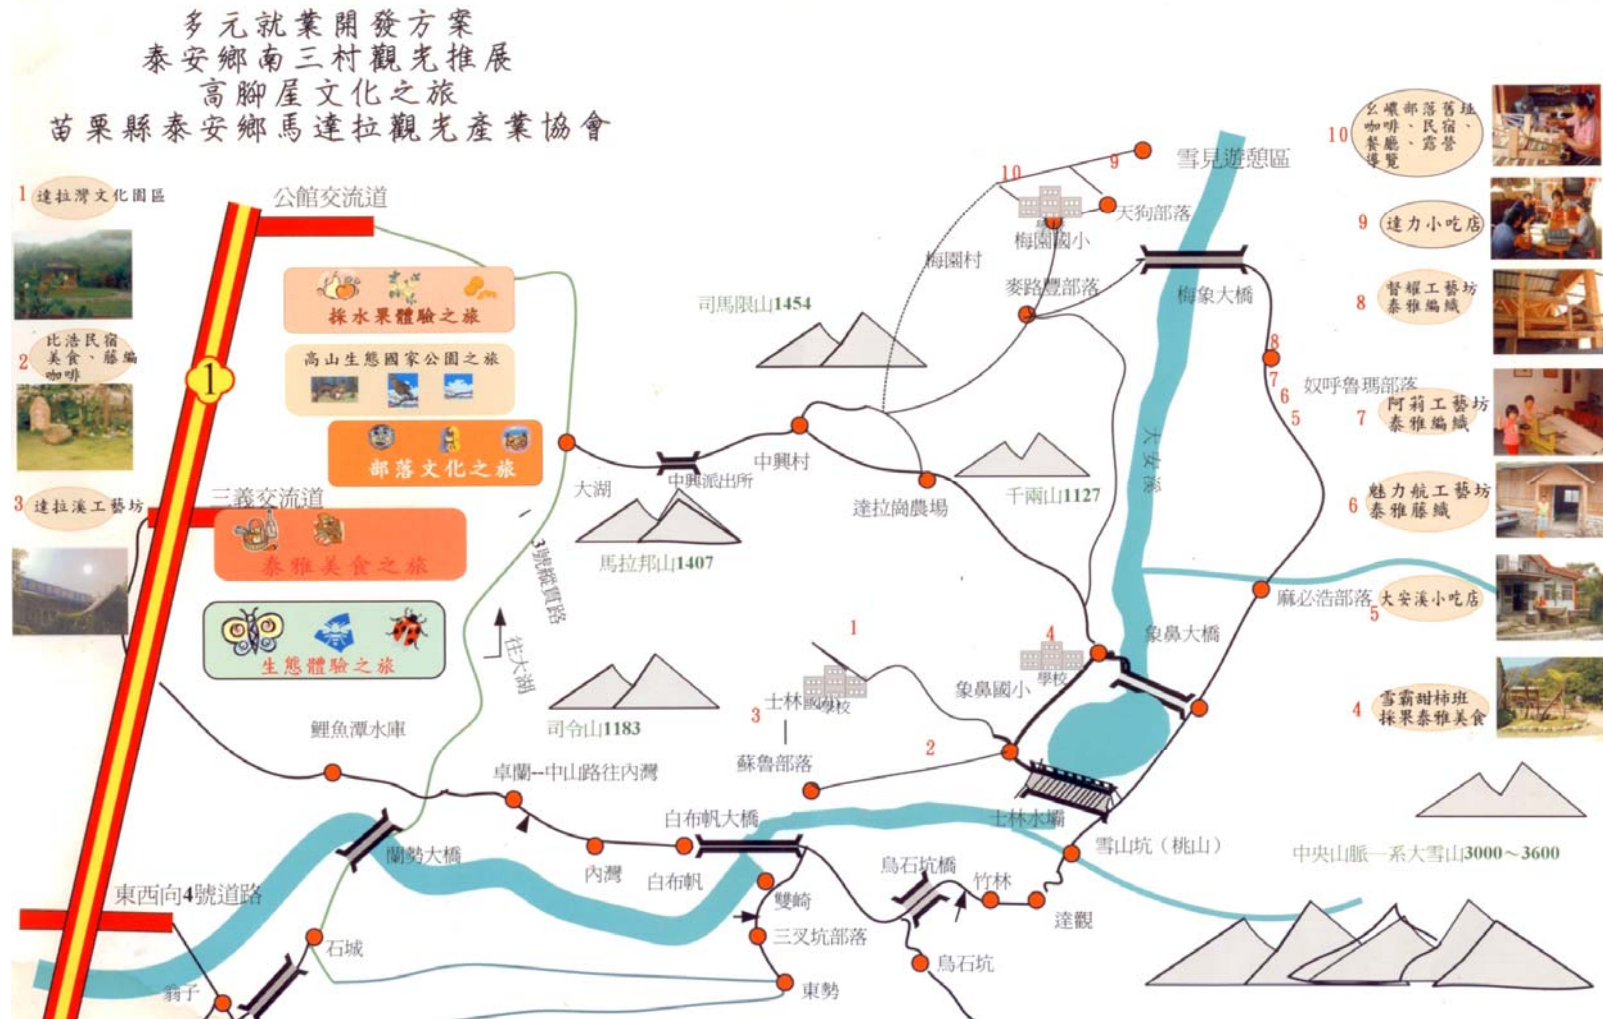 多元就業開發方案
泰安鄉南三村觀光推展
高腳屋文化之旅
苗栗縣泰安鄉馬達拉觀光產業協會
1 達拉灣文化園區
2 比浩民宿
美食、藤編
咖啡
3 達拉溪工藝坊
公館交流道
1
採水果體驗之旅
高山生態國家公園之旅
部落文化之旅
三義交流道
泰雅美食之旅
生態體驗之旅
3號縱貫路
往大湖
大湖
中興派出所
中興村
馬拉邦山1407
司馬限山1454
司令山1183
達拉崗農場
千兩山1127
10
9
雪見遊憩區
天狗部落
學校
梅園國小
梅園村
麥路豐部落
梅象大橋
大安溪
8
7
6
5
奴呼魯瑪部落
麻必浩部落
象鼻大橋
4
學校
象鼻國小
1
士林國小
學校
3
蘇魯部落
2
士林水壩
鯉魚潭水庫
卓蘭--中山路往內灣
白布帆大橋
蘭勢大橋
內灣
白布帆
雙崎
烏石坑橋
竹林
雪山坑（桃山）
達觀
三叉坑部落
烏石坑
東勢
東西向4號道路
石城
翁子
中央山脈—系大雪山3000～3600
10
部落舊址
咖啡、民宿、
餐廳、露營
導覽
9 達力小吃店
8 督耀工藝坊
泰雅編織
7 阿莉工藝坊
泰雅編織
6 魅力航工藝坊
泰雅藤織
5 大安溪小吃店
4 雪霸甜柿班
採果泰雅美食